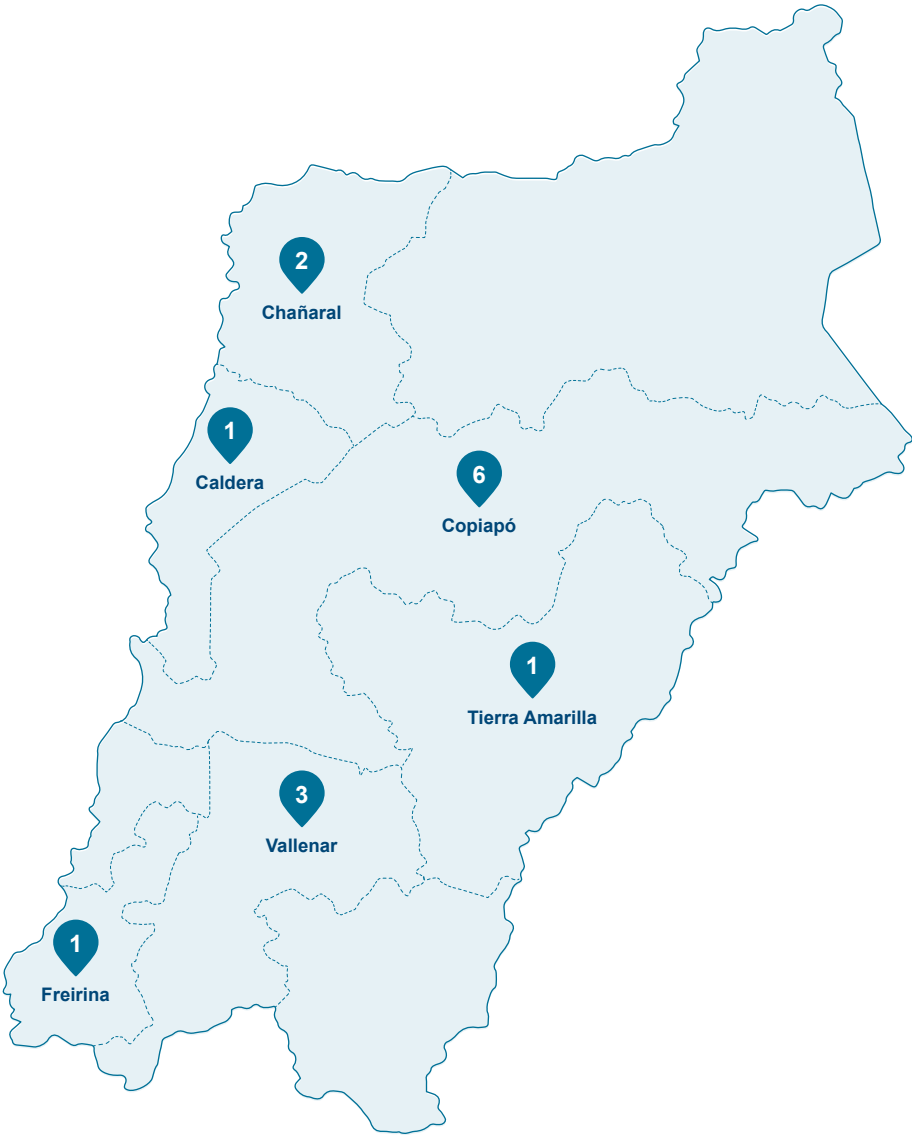 2
Chañaral
1
Caldera
6
Copiapó
1
Tierra Amarilla
3
Vallenar
1
Freirina